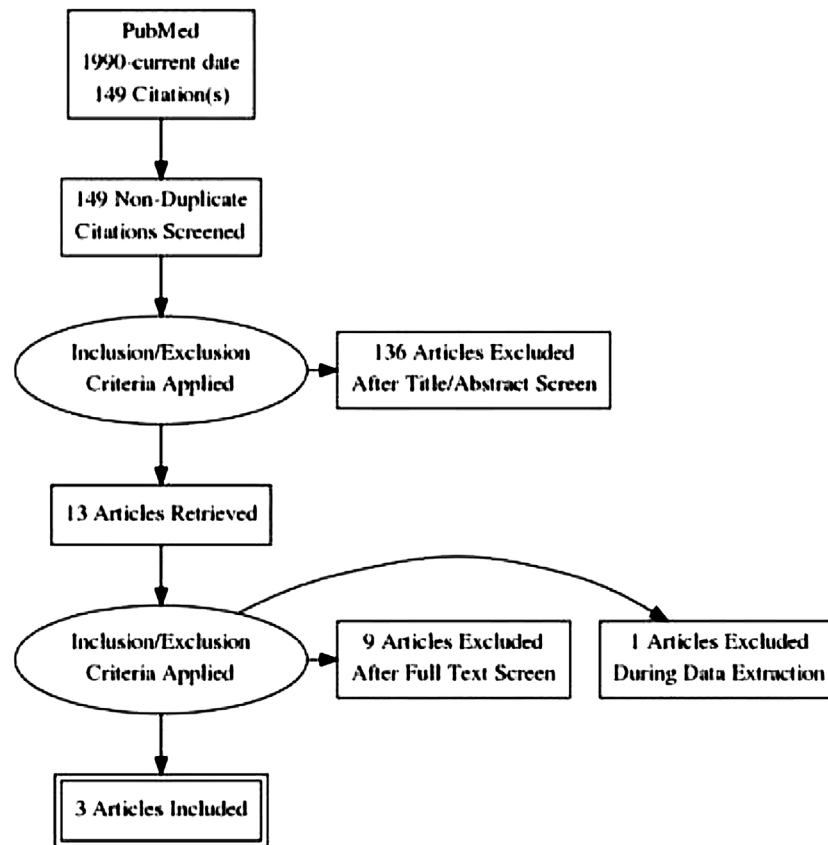 PubMed
1990-current date
149 Citation(s)
149 Non-Duplicate
Citations Screened
Inclusion/Exclusion
Criteria Applied
136 Articles Excluded
After Title/Abstract Screen
13 Articles Retrieved
Inclusion/Exclusion
Criteria Applied
9 Articles Excluded
After Full Text Screen
1 Articles Excluded
During Data Extraction
3 Articles Included